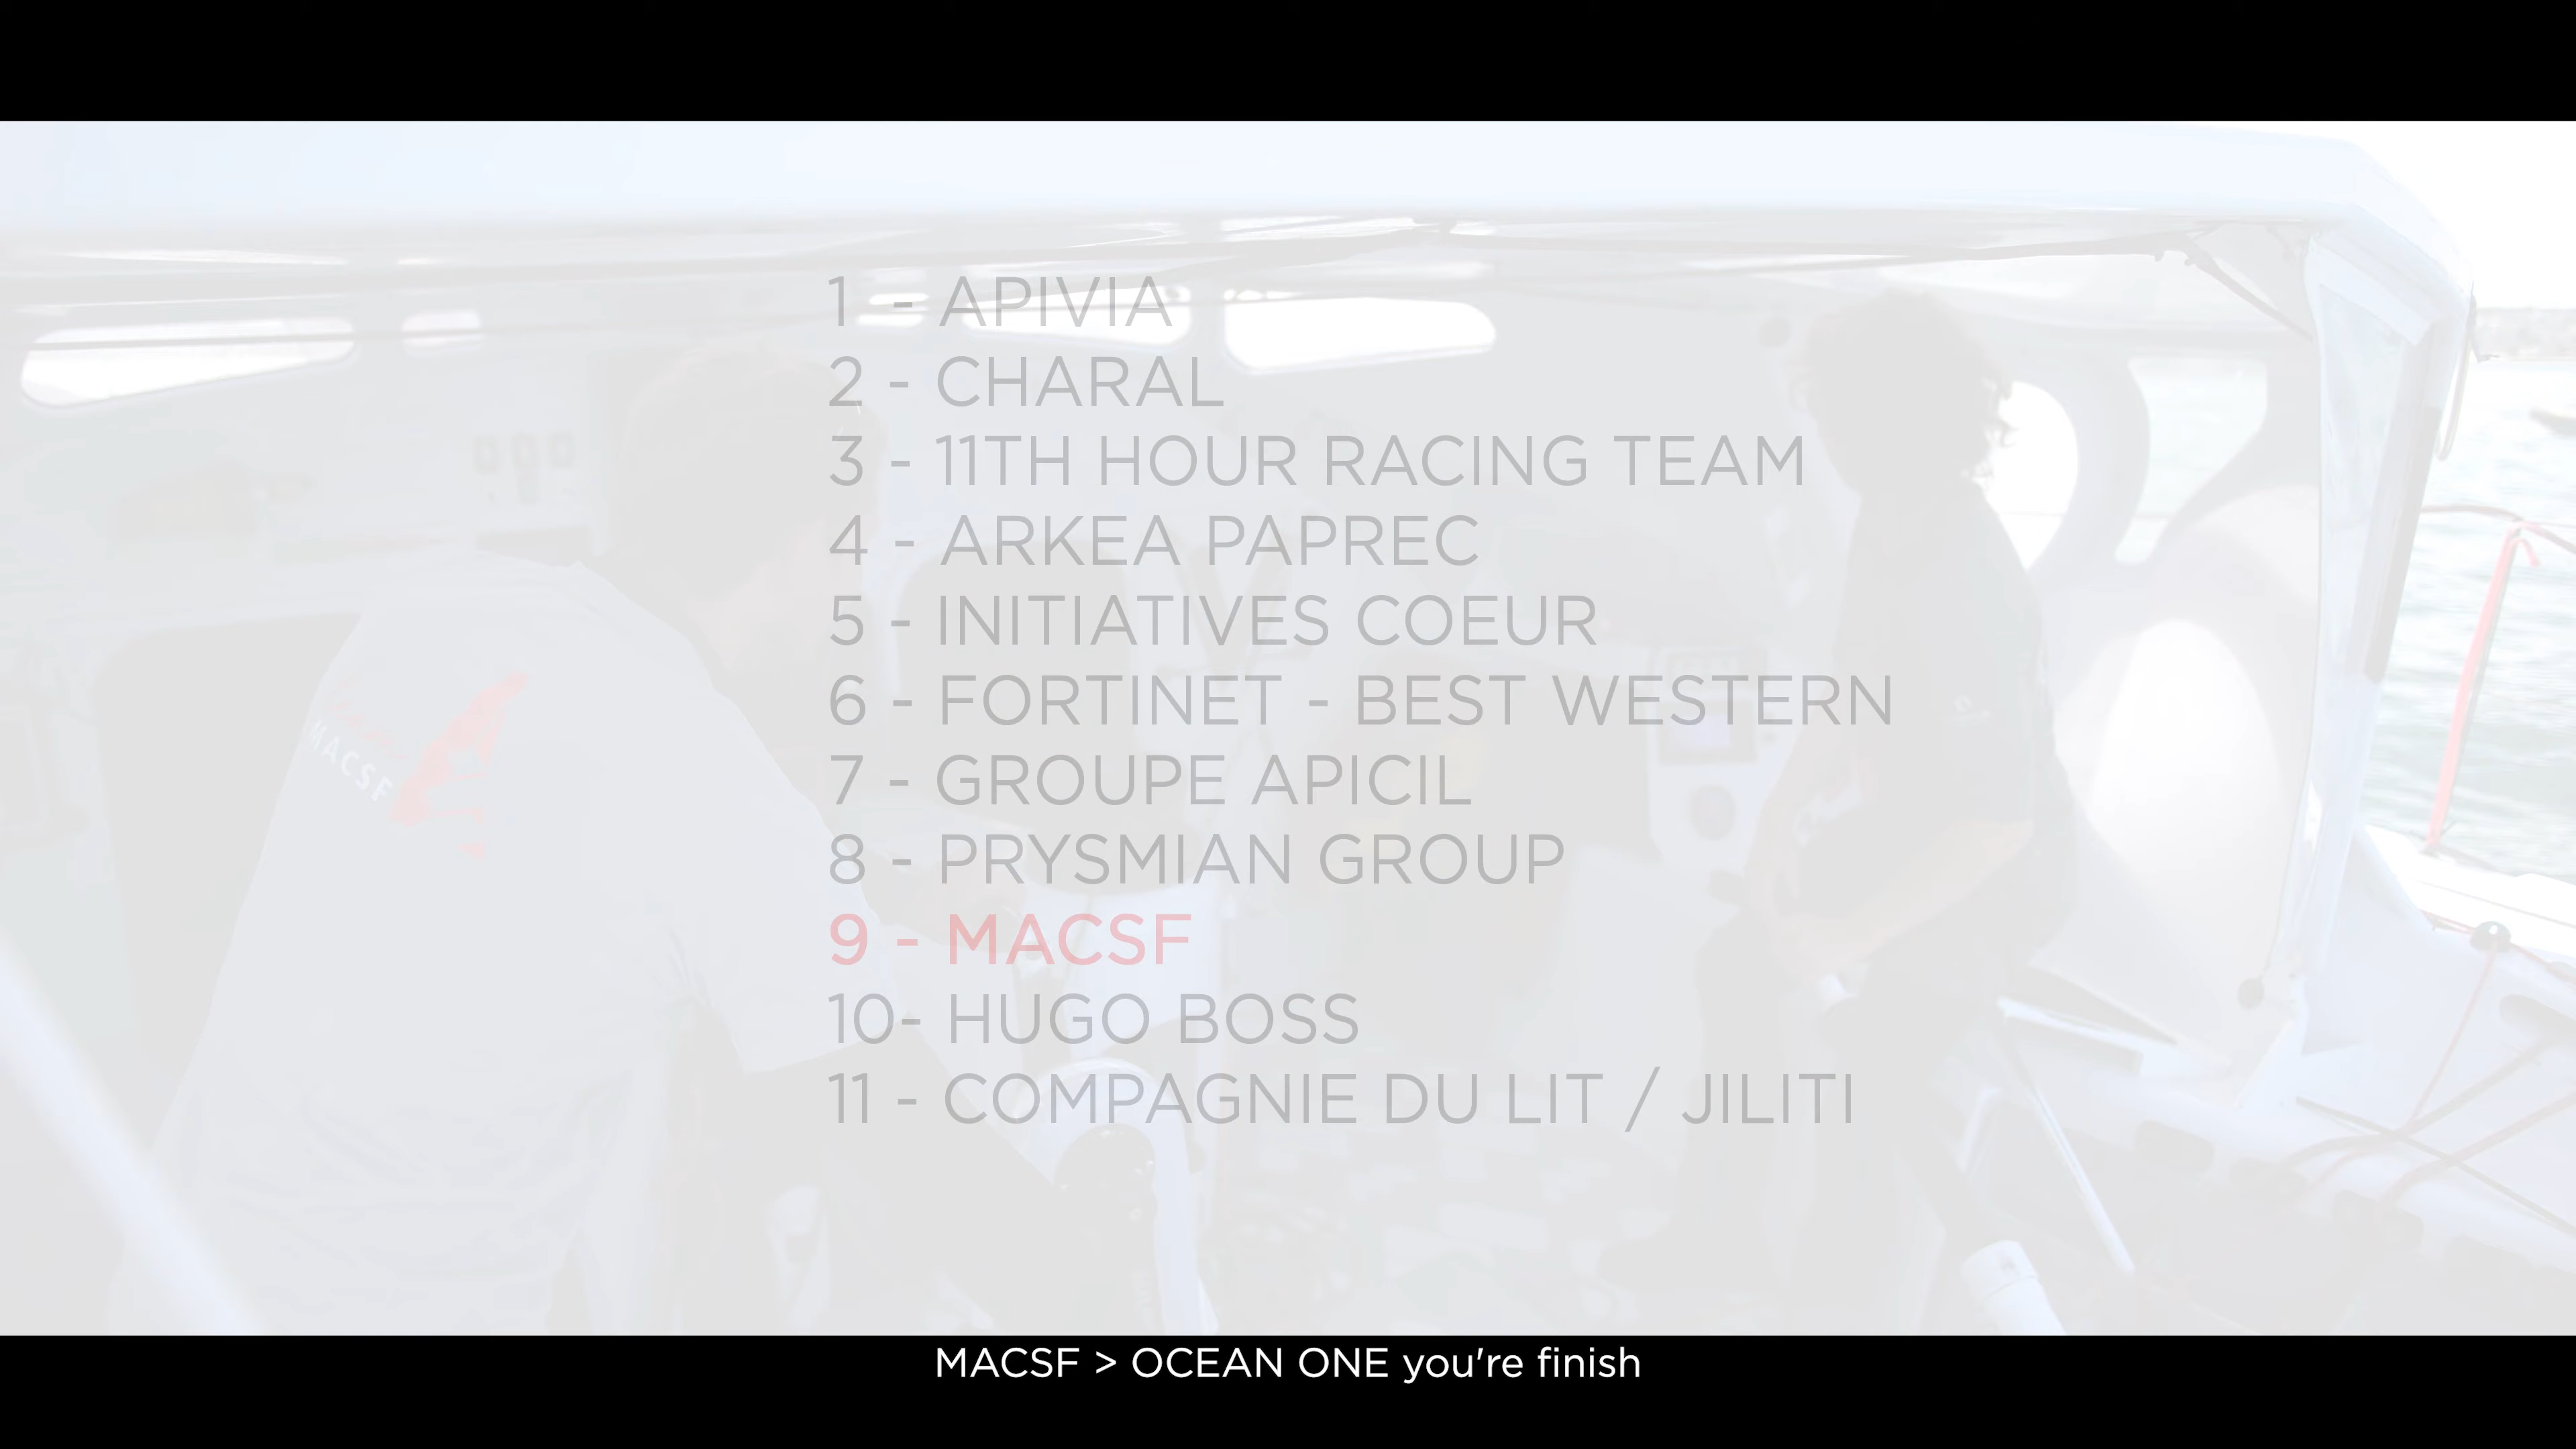 1 - APIVIA
2 - CHARAL
3 - 11TH HOUR RACING TEAM
4 - ARKEA PAPREC
5 - INITIATIVES COEUR
6 - FORTINET - BEST WESTERN
7 - GROUPE APICIL
8 - PRYSMIAN GROUP
9 - MACSF
10- HUGO BOSS
11 - COMPAGNIE DU LIT / JILITI
MACSF
MACSF > OCEAN ONE you're finish